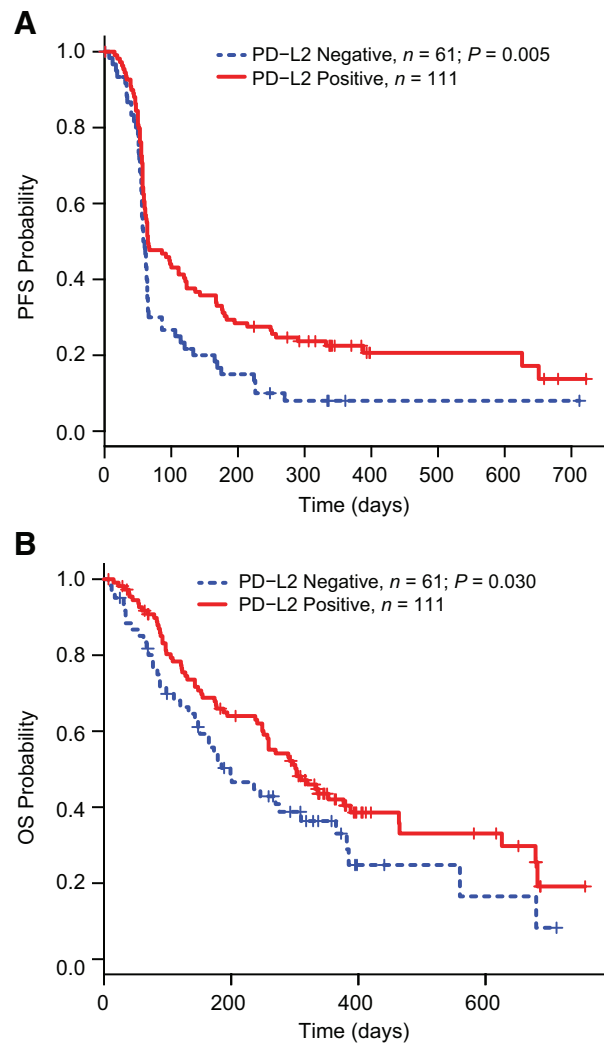 A
PD−L2 Negative, n = 61; P = 0.005
PD−L2 Positive, n = 111
PFS Probability
1.0
0.8
0.6
0.4
0.2
0.0
0 100 200 300 400 500 600 700
Time (days)
B
PD−L2 Negative, n = 61; P = 0.030
PD−L2 Positive, n = 111
OS Probability
1.0
0.8
0.6
0.4
0.2
0.0
0 200 400 600
Time (days)